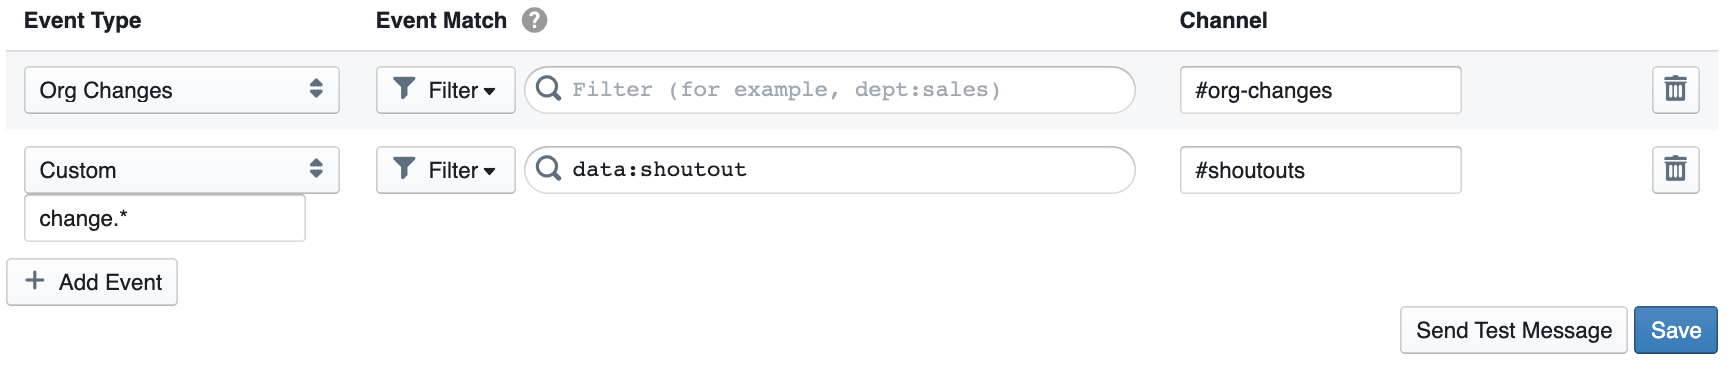 Event Type Event Match ? Channel
Org Changes Filter Filter (for example, dept:sales) #org-changes
Custom Filter data:shoutout #shoutouts
change.*
+ Add Event
Send Test Message Save